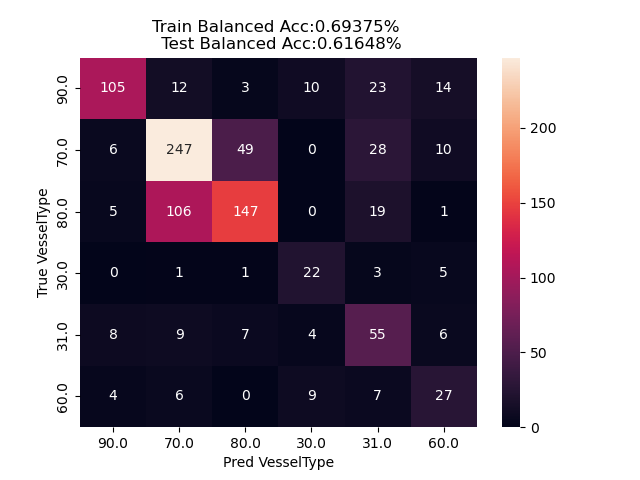 Train Balanced Acc:0.69375%
Test Balanced Acc:0.61648%
True VesselType
90.0 105 12 3 10 23 14
70.0 6 247 49 0 28 10
80.0 5 106 147 0 19 1
30.0 0 1 1 22 3 5
31.0 8 9 7 4 55 6
60.0 4 6 0 9 7 27
90.0 70.0 80.0 30.0 31.0 60.0
Pred VesselType
200
150
100
50
0